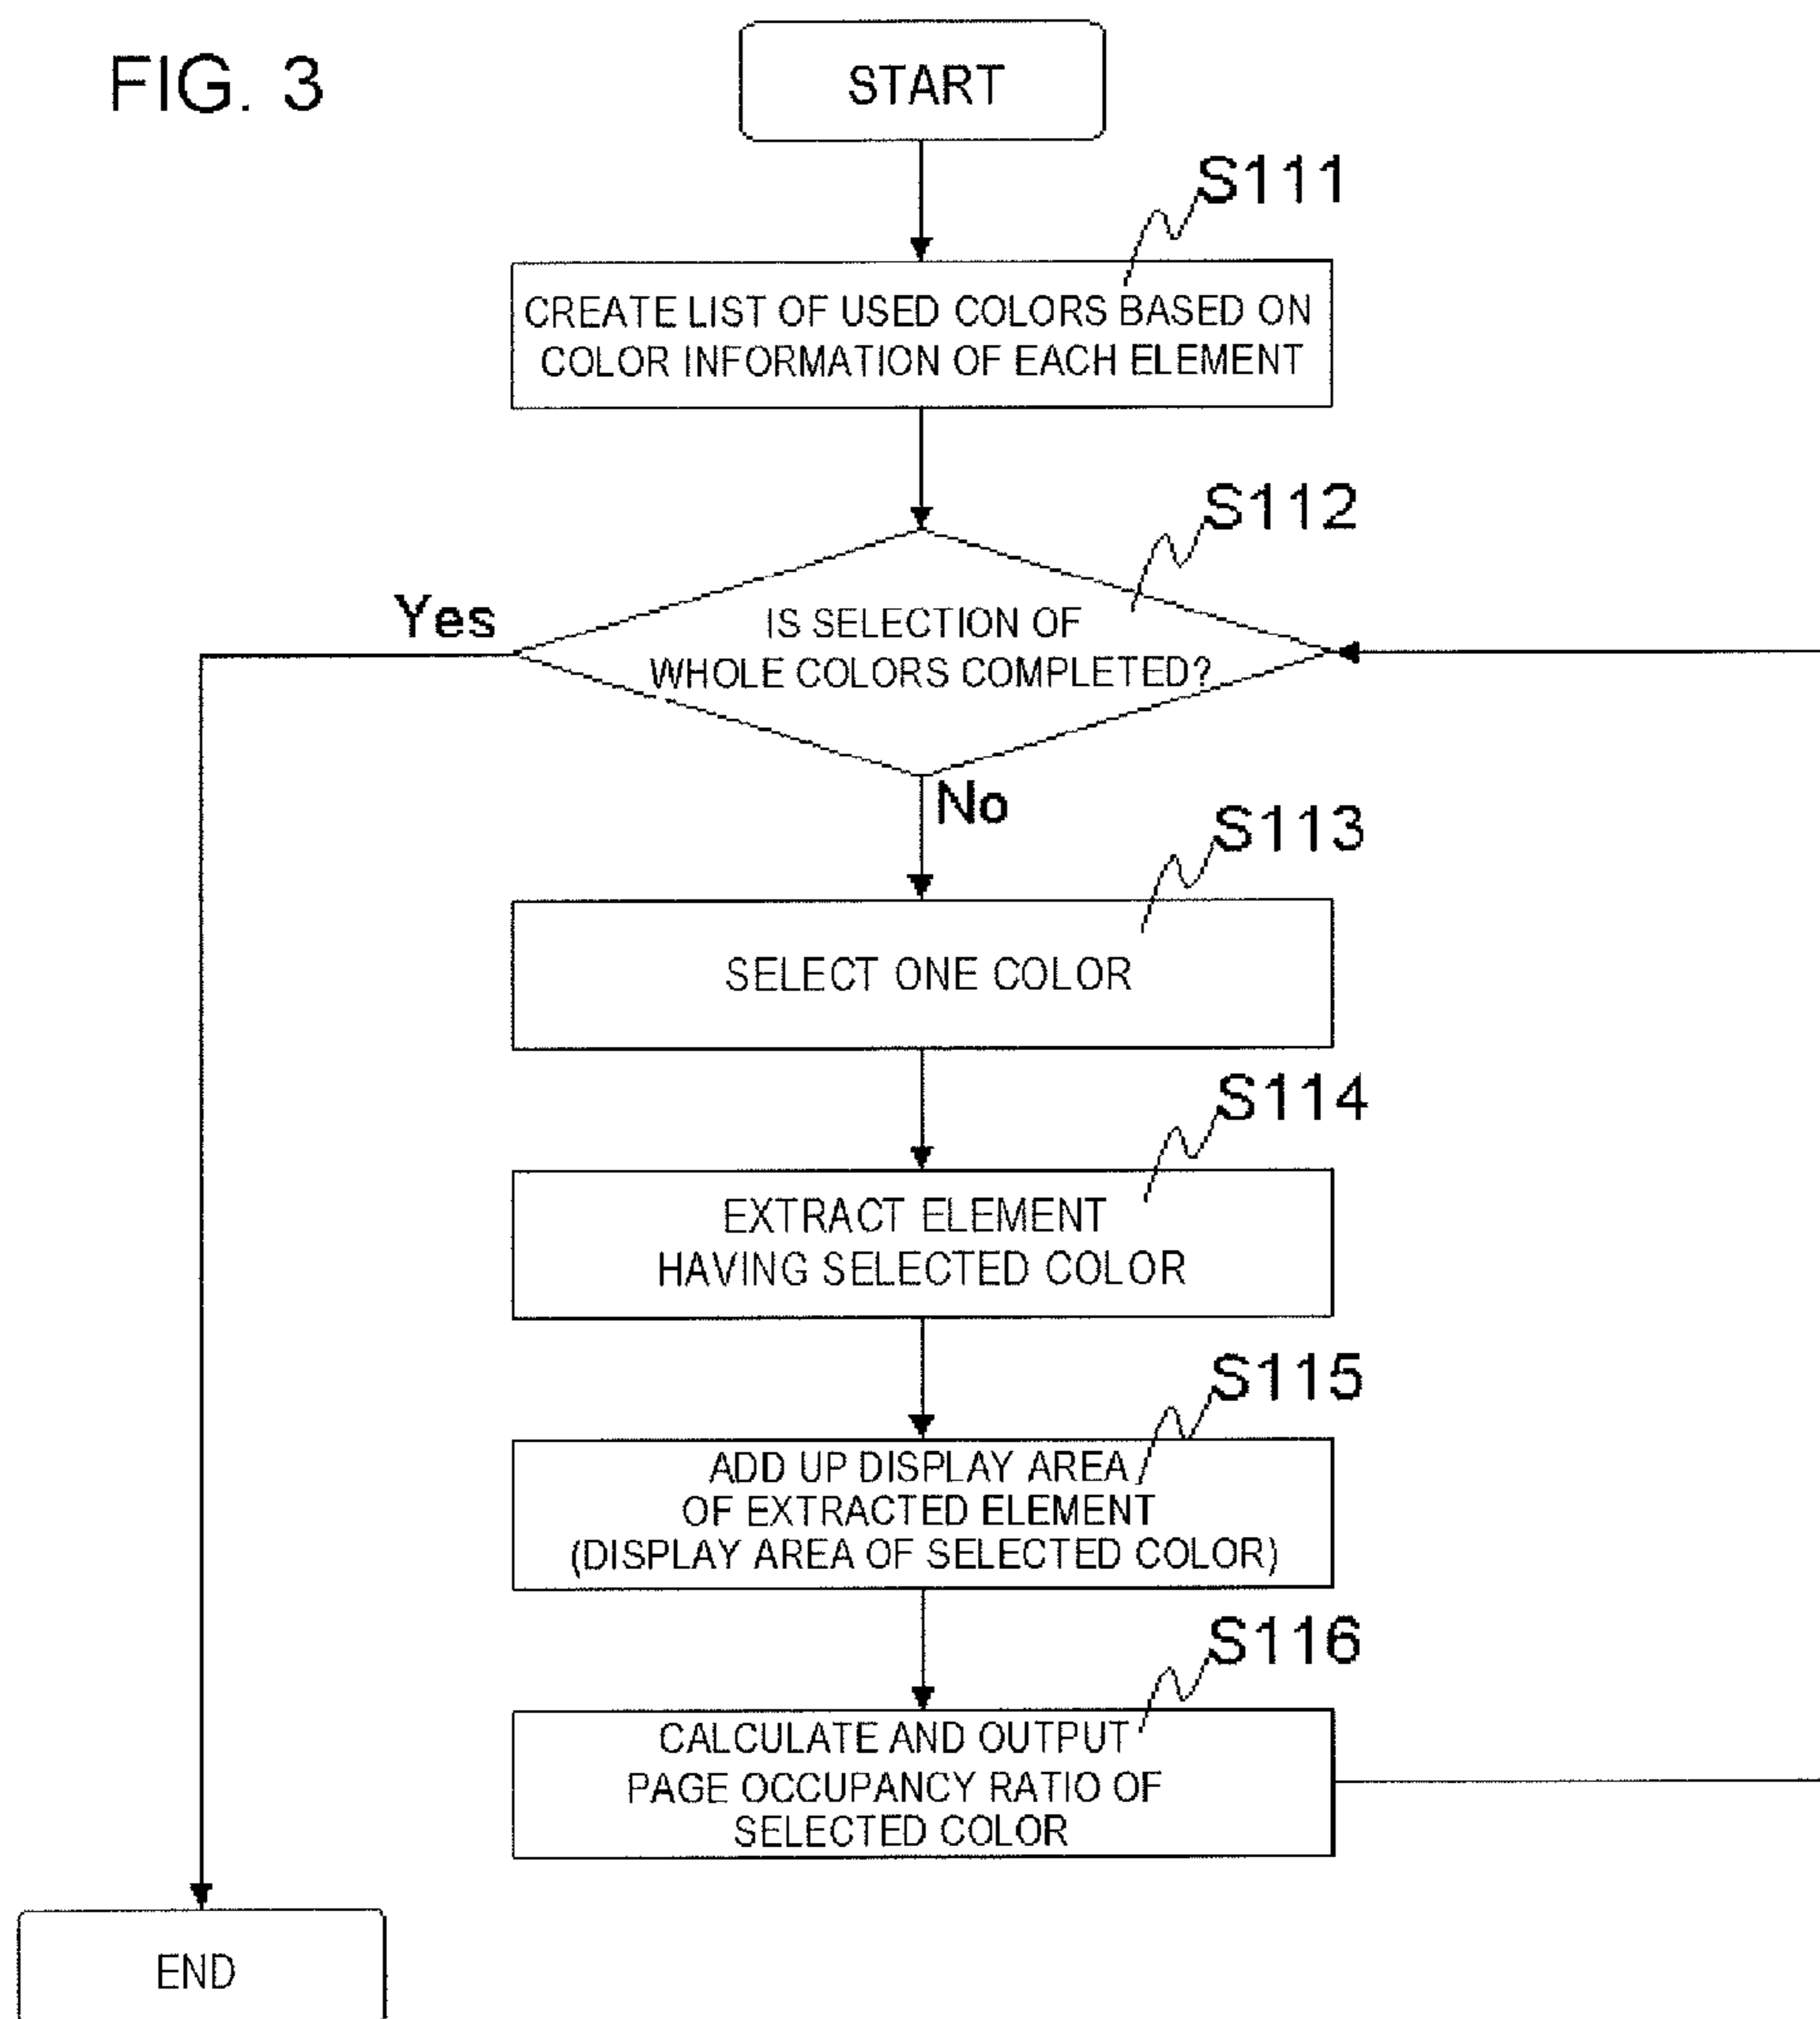 FIG. 3
START
S111
CREATE LIST OF USED COLORS BASED ON
COLOR INFORMATION OF EACH ELEMENT
S112
Yes
IS SELECTION OF
WHOLE COLORS COMPLETED?
No
S113
SELECT ONE COLOR
S114
EXTRACT ELEMENT
HAVING SELECTED COLOR
S115
ADD UP DISPLAY AREA
OF EXTRACTED ELEMENT
(DISPLAY AREA OF SELECTED COLOR)
S116
CALCULATE AND OUTPUT
PAGE OCCUPANCY RATIO OF
SELECTED COLOR
END